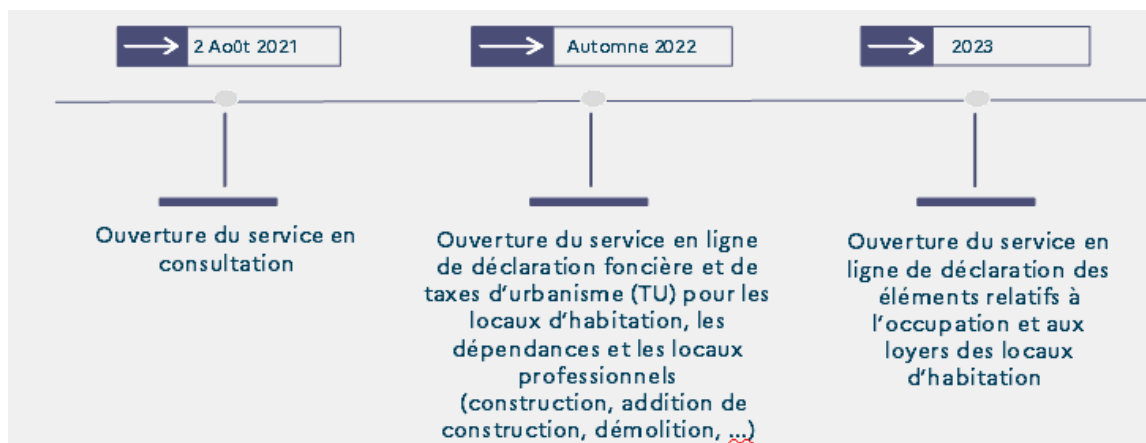 2 Août 2021
Ouverture du service en
consultation
Automne 2022
Ouverture du service en ligne
de déclaration foncière et de
taxes d'urbanisme (TU) pour les
locaux d'habitation, les
dépendances et les locaux
professionnels
(construction, addition de
construction, démolition, ...)
2023
Ouverture du service en
ligne de déclaration des
éléments relatifs à
l'occupation et aux
loyers des locaux
d'habitation